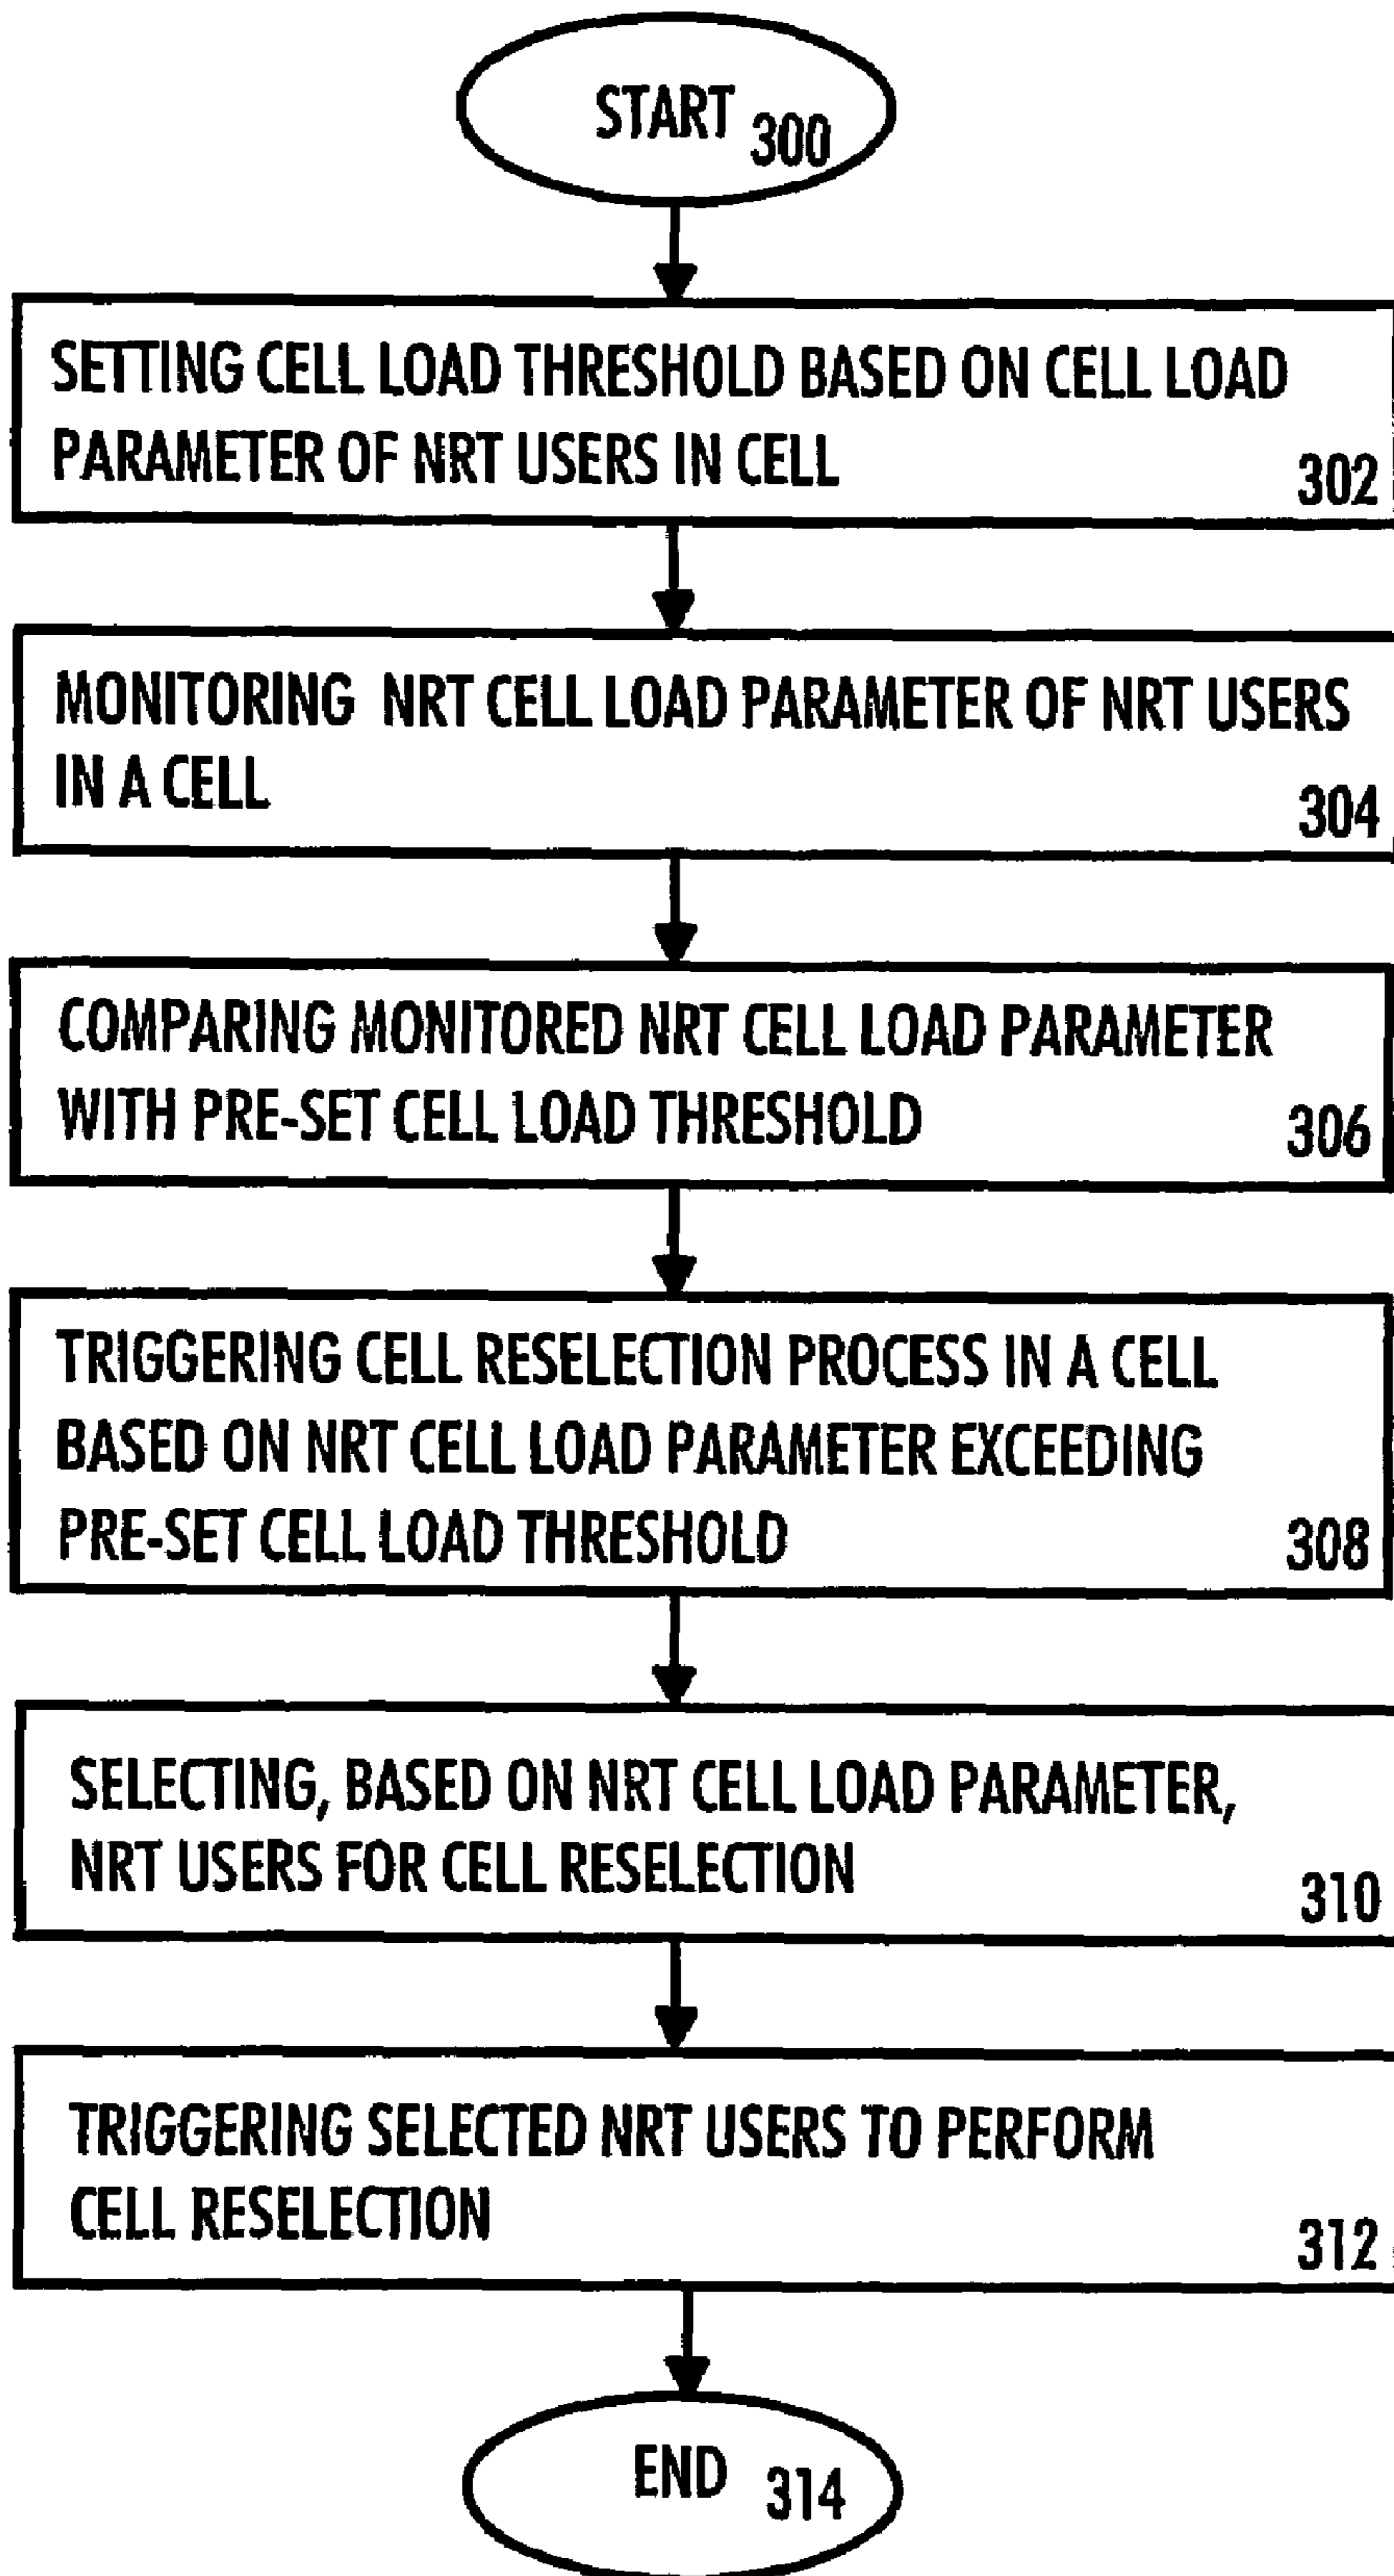 START 300
SETTING CELL LOAD THRESHOLD BASED ON CELL LOAD
PARAMETER OF NRT USERS IN CELL
302
MONITORING NRT CELL LOAD PARAMETER OF NRT USERS
IN A CELL
304
COMPARING MONITORED NRT CELL LOAD PARAMETER
WITH PRE-SET CELL LOAD THRESHOLD
306
TRIGGERING CELL RESELECTION PROCESS IN A CELL
BASED ON NRT CELL LOAD PARAMETER EXCEEDING
PRE-SET CELL LOAD THRESHOLD
308
SELECTING, BASED ON NRT CELL LOAD PARAMETER,
NRT USERS FOR CELL RESELECTION
310
TRIGGERING SELECTED NRT USERS TO PERFORM
CELL RESELECTION
312
END 314